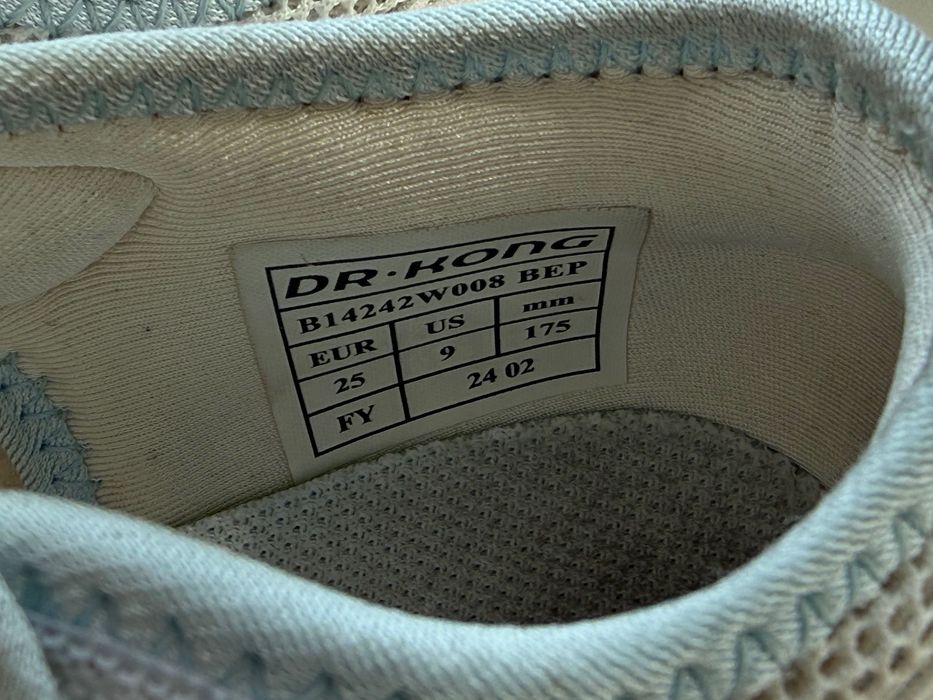 DR·KONG
B14242W008 BEP
EUR US mm
25 9 175
FY 24 02